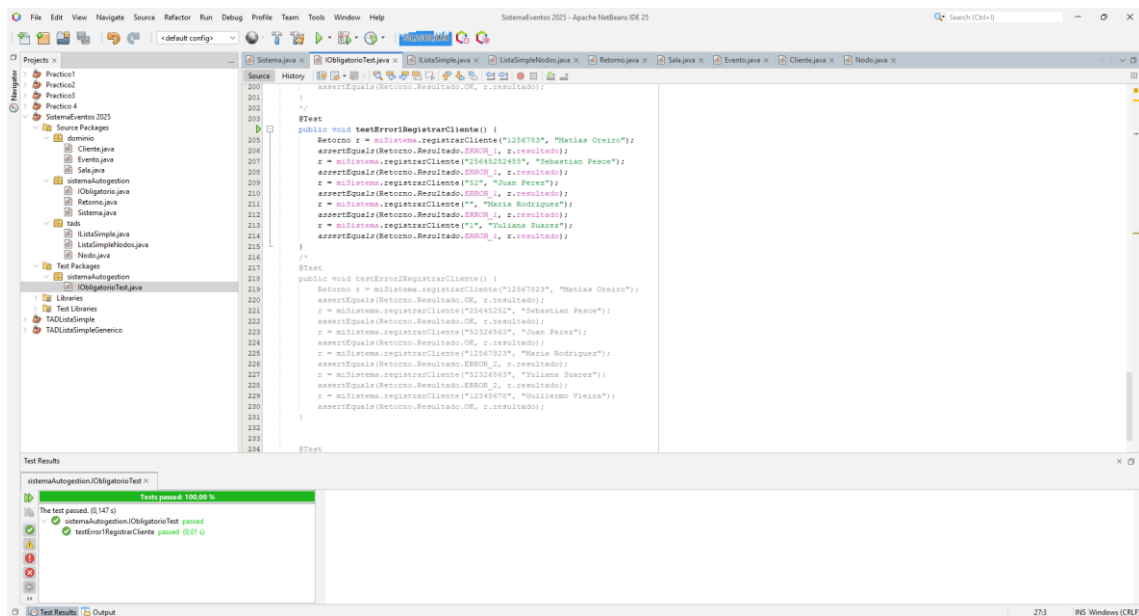 File Edit View Navigate Source Refactor Run Debug Profile Team Tools Window Help
SistemaEventos 2025 - Apache NetBeans IDE 25
Search (Ctrl+I)
<default config>
Projects
Navigator
Practico1
Practico2
Practico3
Practico 4
SistemaEventos 2025
Source Packages
dominio
Cliente.java
Evento.java
Sala.java
sistemaAutogestion
IObligatorio.java
Retorno.java
Sistema.java
tads
IListaSimple.java
ListaSimpleNodos.java
Nodo.java
Test Packages
sistemaAutogestion
IObligatorioTest.java
Libraries
Test Libraries
TADListaSimple
TADListaSimpleGenerico
Sistema.java IObligatorioTest.java IListaSimple.java ListaSimpleNodos.java Retorno.java Sala.java Evento.java Cliente.java Nodo.java
Source History
200 assertEquals(Retorno.Resultado.OK, r.resultado);
201 }
202 */
203 @Test
public void testError1RegistrarCliente() {
205 Retorno r = miSistema.registrarCliente("1256783", "Matías Oreiro");
206 assertEquals(Retorno.Resultado.ERROR_1, r.resultado);
207 r = miSistema.registrarCliente("25645252455", "Sebastian Pesce");
208 assertEquals(Retorno.Resultado.ERROR_1, r.resultado);
209 r = miSistema.registrarCliente("52", "Juan Perez");
210 assertEquals(Retorno.Resultado.ERROR_1, r.resultado);
211 r = miSistema.registrarCliente("", "Maria Rodriguez");
212 assertEquals(Retorno.Resultado.ERROR_1, r.resultado);
213 r = miSistema.registrarCliente("1", "Yuliana Suarez");
214 assertEquals(Retorno.Resultado.ERROR_1, r.resultado);
215 }
216 /*
217 @Test
218 public void testError2RegistrarCliente() {
219 Retorno r = miSistema.registrarCliente("12567823", "Matías Oreiro");
220 assertEquals(Retorno.Resultado.OK, r.resultado);
221 r = miSistema.registrarCliente("25645252", "Sebastian Pesce");
222 assertEquals(Retorno.Resultado.OK, r.resultado);
223 r = miSistema.registrarCliente("52326563", "Juan Perez");
224 assertEquals(Retorno.Resultado.OK, r.resultado);
225 r = miSistema.registrarCliente("12567823", "Maria Rodriguez");
226 assertEquals(Retorno.Resultado.ERROR_2, r.resultado);
227 r = miSistema.registrarCliente("52326563", "Yuliana Suarez");
228 assertEquals(Retorno.Resultado.ERROR_2, r.resultado);
229 r = miSistema.registrarCliente("12345678", "Guillermo Vieira");
230 assertEquals(Retorno.Resultado.OK, r.resultado);
231 }
232
233
234 @Test
Test Results
sistemaAutogestion.IObligatorioTest
Tests passed: 100,00 %
The test passed. (0,147 s)
sistemaAutogestion.IObligatorioTest passed
testError1RegistrarCliente passed (0,01 s)
Test Results Output
27:3 INS Windows (CRLF)